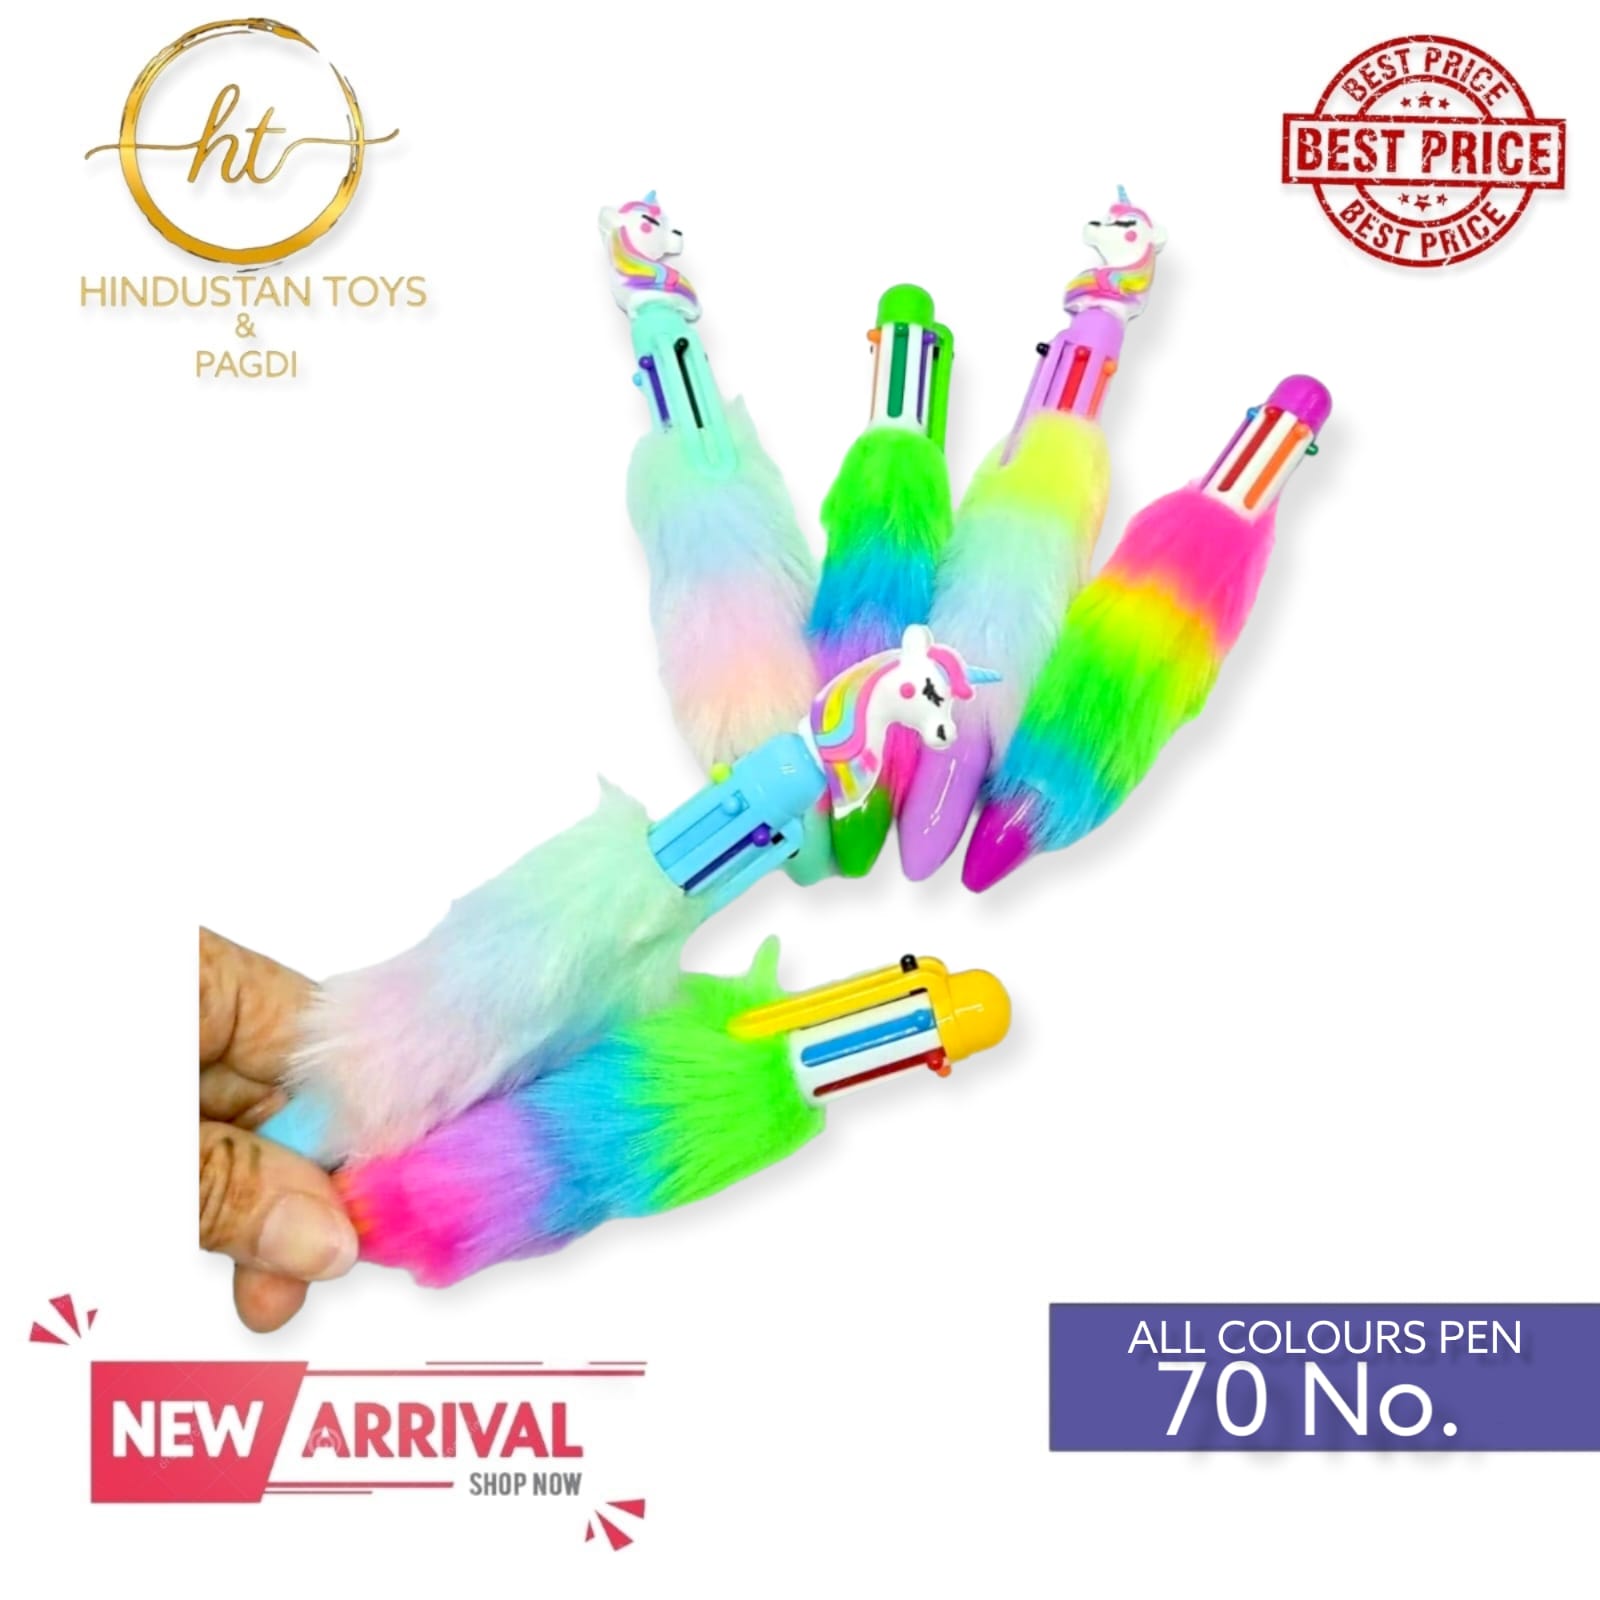 ht
HINDUSTAN TOYS
&
PAGDI
BEST PRICE
BEST PRICE
BEST PRICE
NEW ARRIVAL
SHOP NOW
ALL COLOURS PEN
70 No.